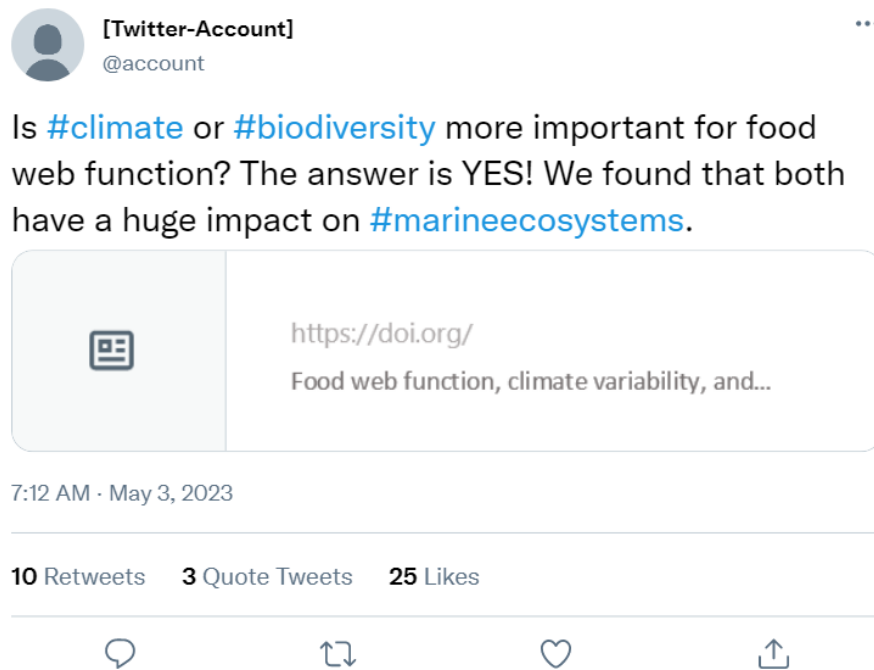 [Twitter-Account]
@account
Is #climate or #biodiversity more important for food
web function? The answer is YES! We found that both
have a huge impact on #marineecosystems.
https://doi.org/
Food web function, climate variability, and...
7:12 AM · May 3, 2023
10 Retweets 3 Quote Tweets 25 Likes